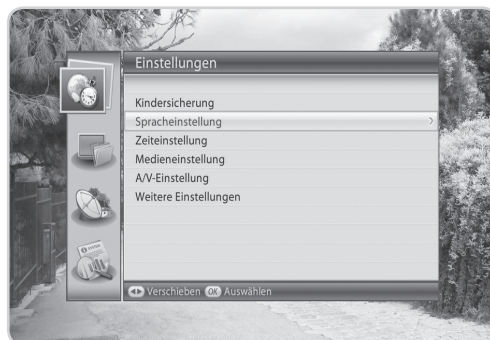 Einstellungen
Kindersicherung
Spracheinstellung
Zeiteinstellung
Medieneinstellung
A/V-Einstellung
Weitere Einstellungen
Verschieben OK Auswählen